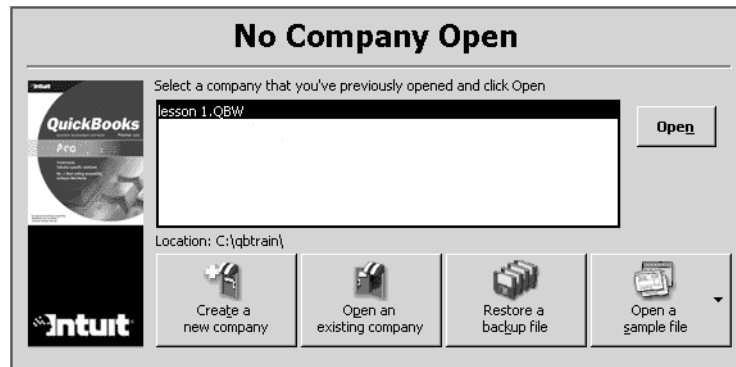 No Company Open
Select a company that you've previously opened and click Open
lesson 1.QBW
Open
Intuit
QuickBooks
Pro
Location: C:\qbtrain\
Create a
new company
Open an
existing company
Restore a
backup file
Open a
sample file
Intuit